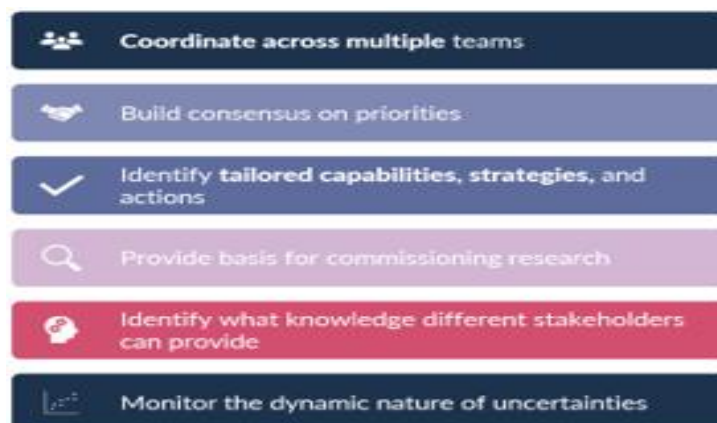 Coordinate across multiple teams
Build consensus on priorities
Identify tailored capabilities, strategies, and
actions
Provide basis for commissioning research
Identify what knowledge different stakeholders
can provide
Monitor the dynamic nature of uncertainties